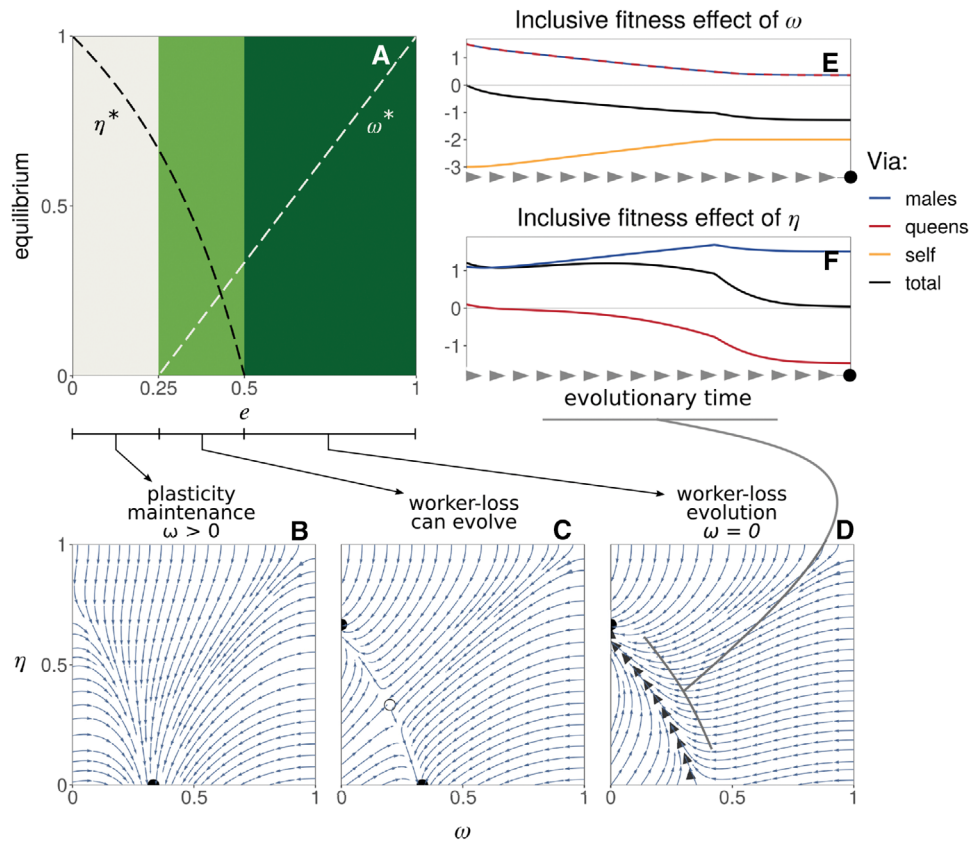 Inclusive fitness effect of ω
1
A
η*
ω*
equilibrium
0.5
0
0
0.25
0.5
1
e
E
1
0
-1
-2
-3
Via:
males
queens
self
total
Inclusive fitness effect of η
F
1
0
-1
evolutionary time
plasticity
maintenance
ω > 0
B
worker-loss
can evolve
C
worker-loss
evolution
ω = 0
D
1
η
0.5
0
0
0.5
1
0
0.5
1
0
0.5
1
ω